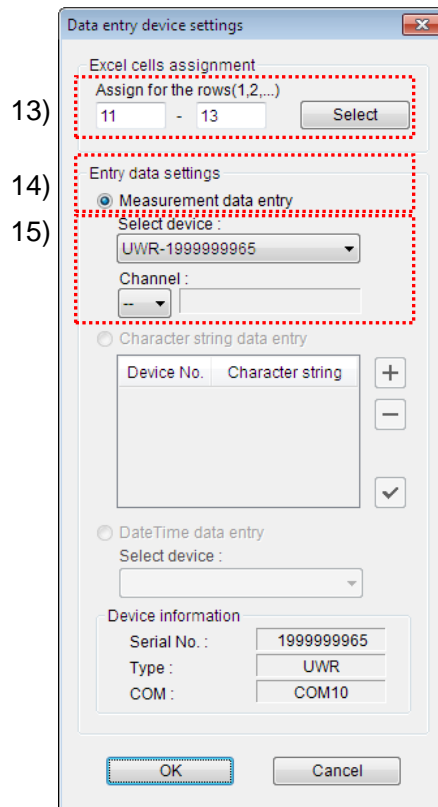 Data entry device settings
Excel cells assignment
13)
Assign for the rows(1,2,...)
11 - 13 Select
14)
Entry data settings
Measurement data entry
15)
Select device :
UWR-1999999965
Channel :
--
Character string data entry
Device No. Character string
DateTime data entry
Select device :
Device information
Serial No. : 1999999965
Type : UWR
COM : COM10
OK Cancel